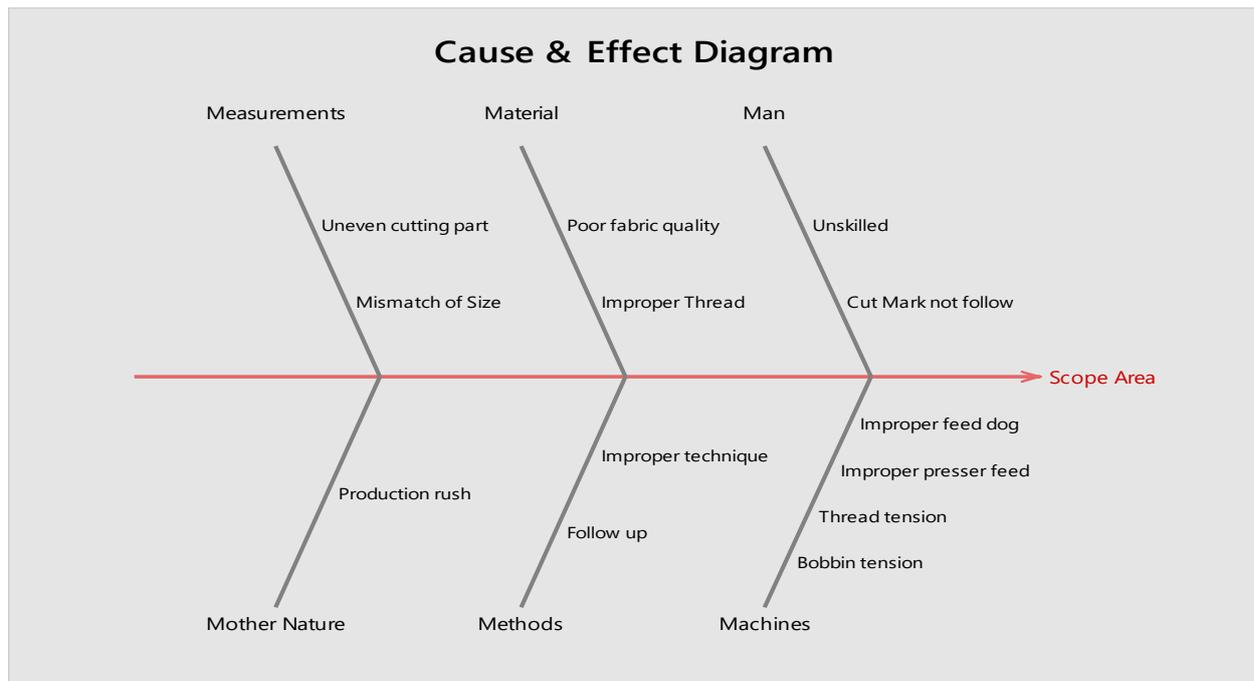 Cause & Effect Diagram
Measurements
Material
Man
Uneven cutting part
Poor fabric quality
Unskilled
Mismatch of Size
Improper Thread
Cut Mark not follow
Scope Area
Improper feed dog
Improper technique
Improper presser feed
Production rush
Thread tension
Follow up
Bobbin tension
Mother Nature
Methods
Machines